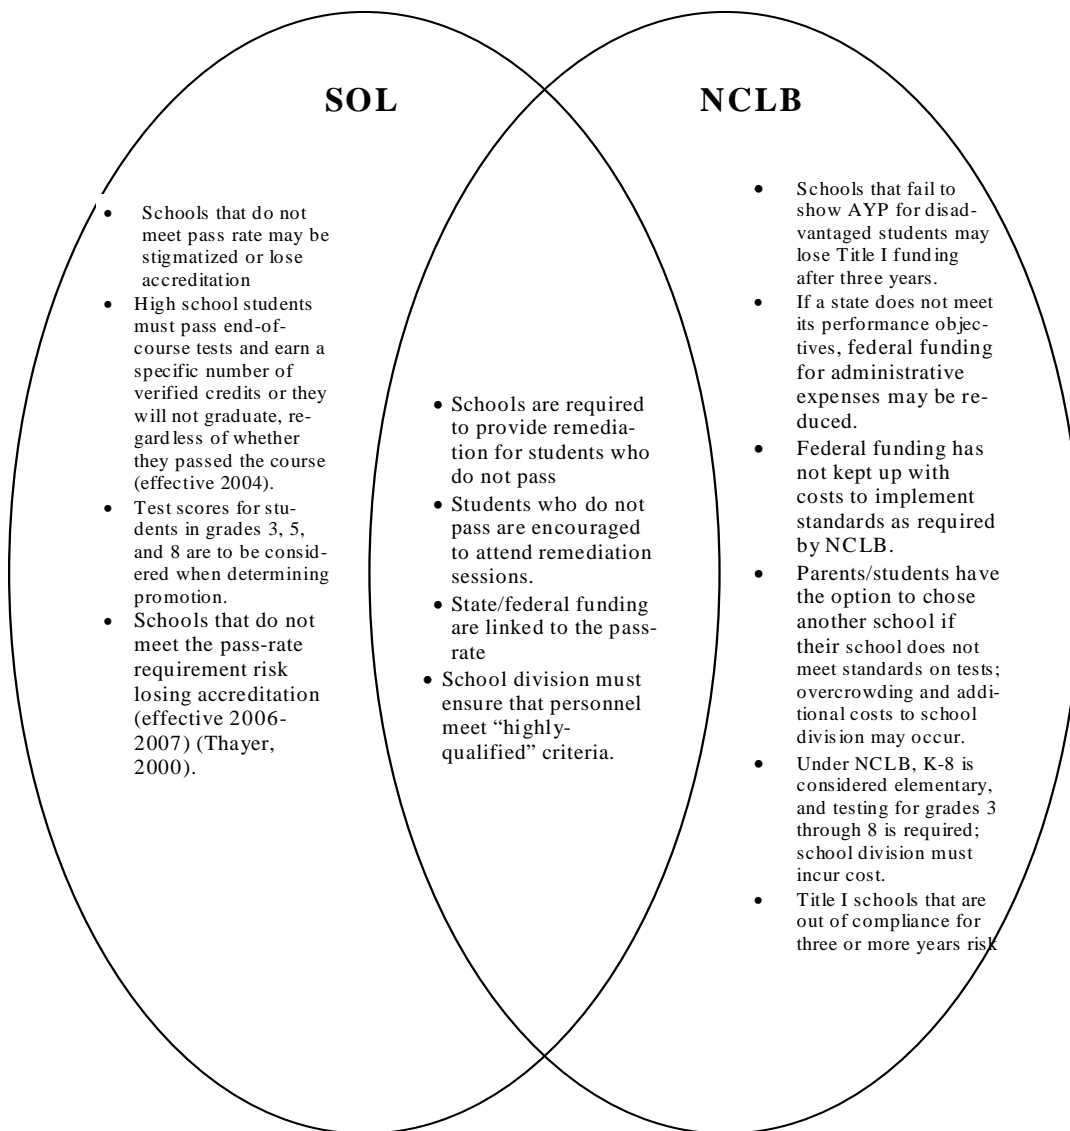 SOL
NCLB
• Schools that do not
meet pass rate may be
stigmatized or lose
accreditation
• High school students
must pass end-of-
course tests and earn a
specific number of
verified credits or they
will not graduate, re-
gardless of whether
they passed the course
(effective 2004).
• Test scores for stu-
dents in grades 3, 5,
and 8 are to be consid-
ered when determining
promotion.
• Schools that do not
meet the pass-rate
requirement risk
losing accreditation
(effective 2006-
2007) (Thayer,
2000).
• Schools are required
to provide remedia-
tion for students who
do not pass
• Students who do not
pass are encouraged
to attend remediation
sessions.
• State/federal funding
are linked to the pass-
rate
• School division must
ensure that personnel
meet “highly-
qualified” criteria.
• Schools that fail to
show AYP for disad-
vantaged students may
lose Title I funding
after three years.
• If a state does not meet
its performance objec-
tives, federal funding
for administrative
expenses may be re-
duced.
• Federal funding has
not kept up with
costs to implement
standards as required
by NCLB.
• Parents/students have
the option to chose
another school if
their school does not
meet standards on tests;
overcrowding and addi-
tional costs to school
division may occur.
• Under NCLB, K-8 is
considered elementary,
and testing for grades 3
through 8 is required;
school division must
incur cost.
• Title I schools that are
out of compliance for
three or more years risk